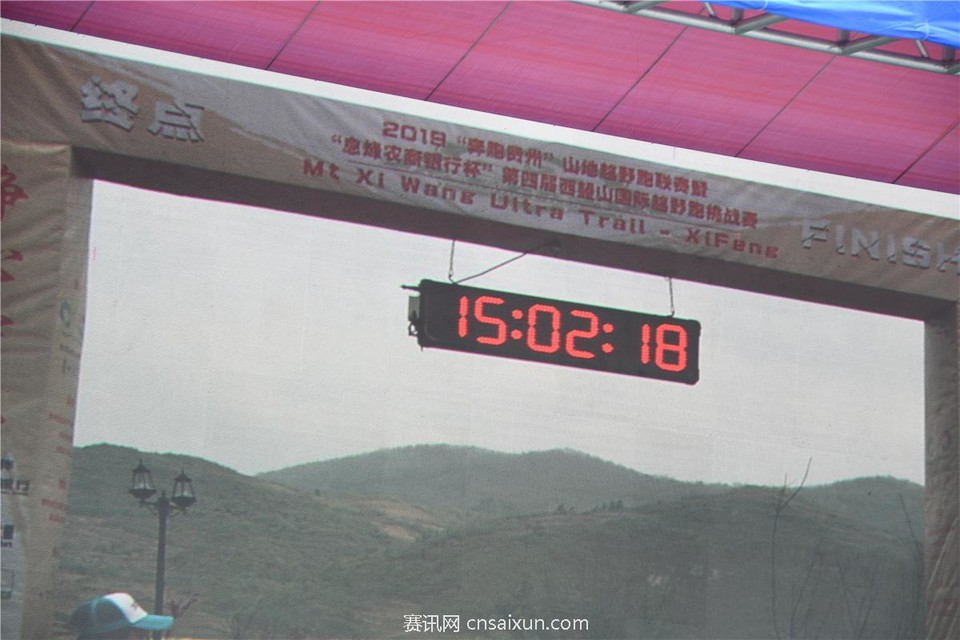 终点
2019 “奔跑贵州” 山地越野跑联赛暨
“息烽农商银行杯” 第四届西望山国际越野跑挑战赛
Mt Xi Wang Ultra Trail - XiFeng
FINISH
15:02:18
赛讯网 cnsaixun.com